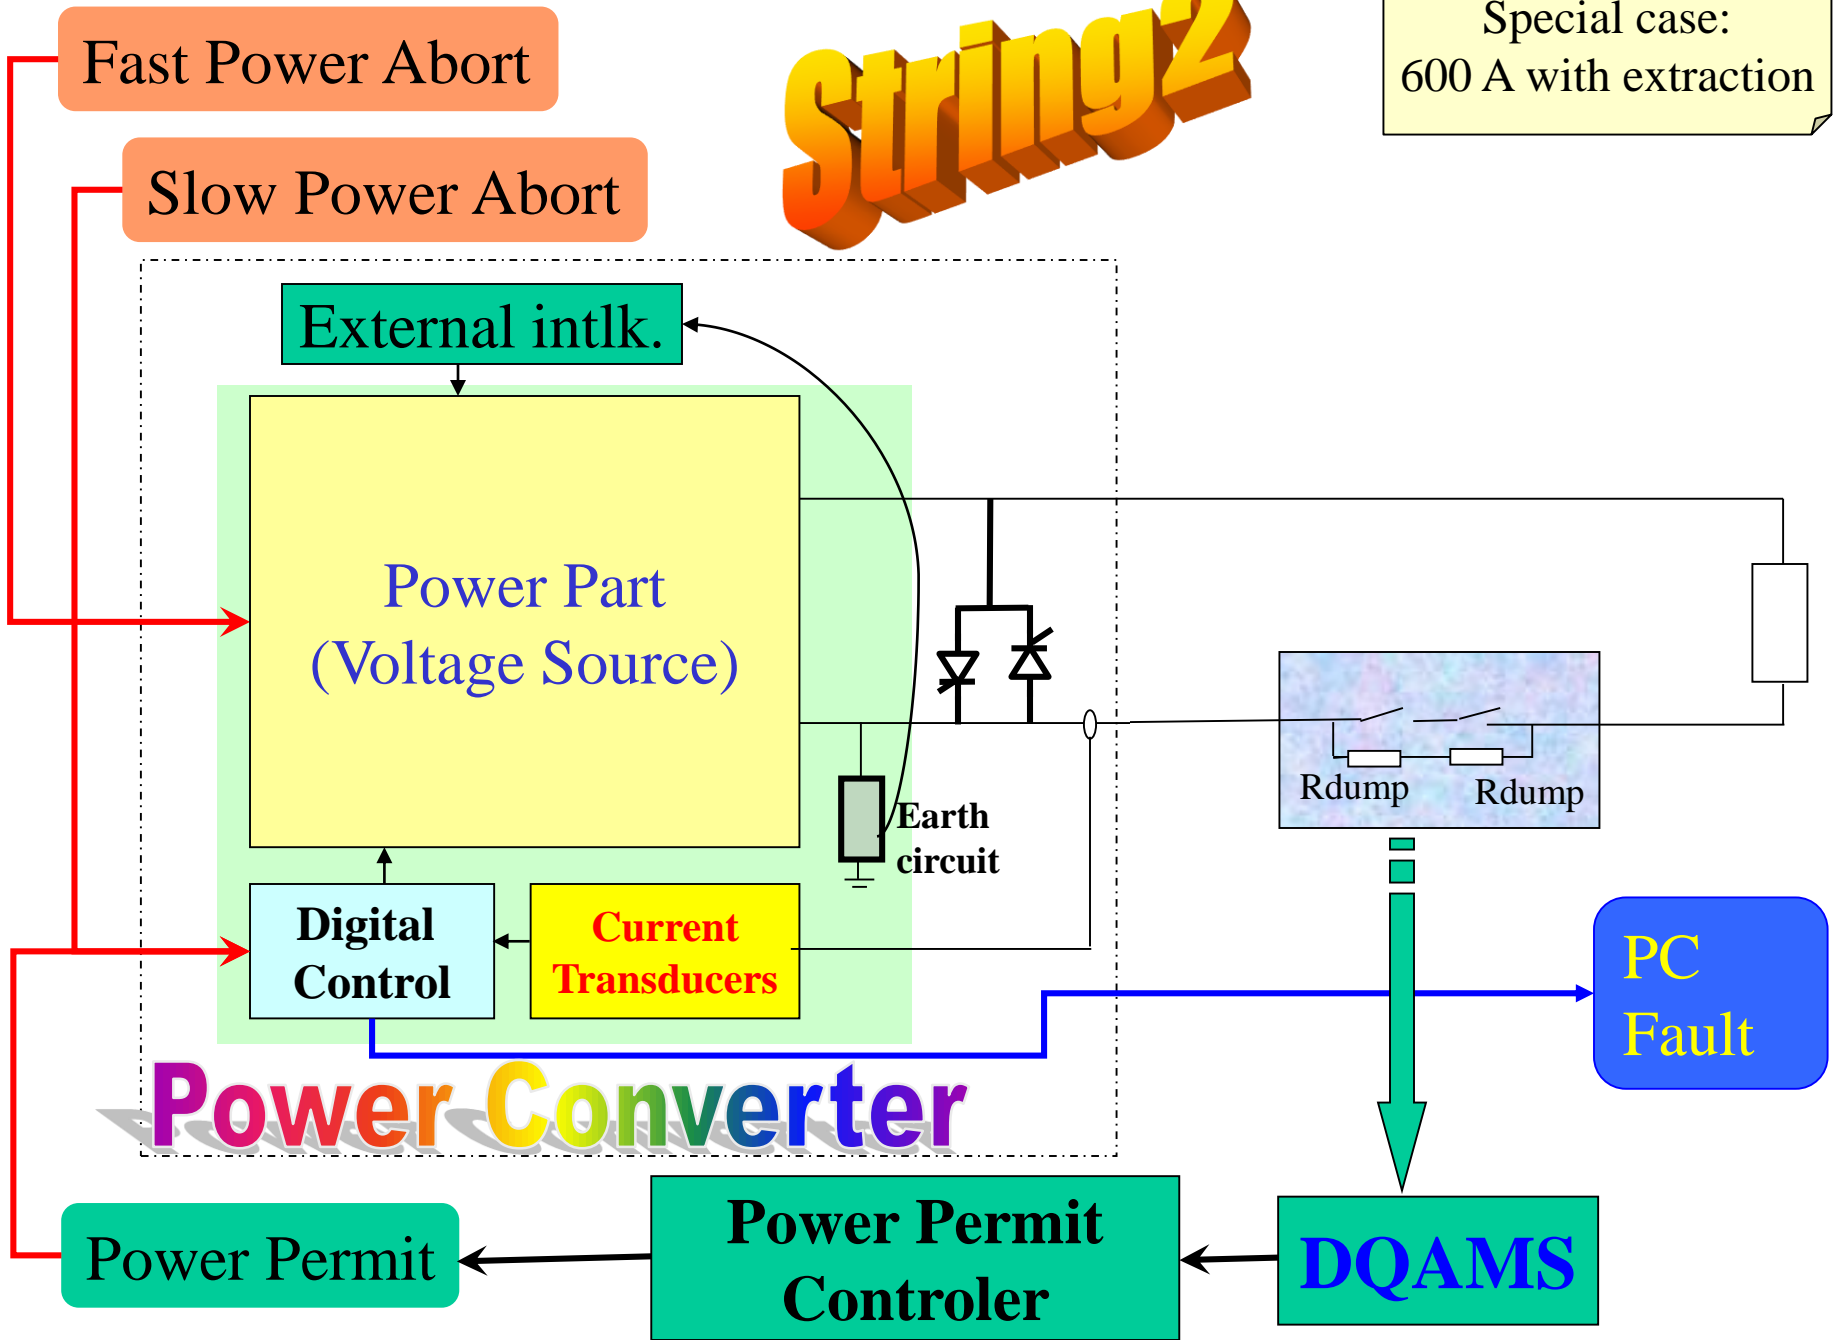 Fast Power Abort
String2
Special case:
600 A with extraction
Slow Power Abort
External intlk.
Power Part
(Voltage Source)
Rdump
Rdump
Earth
circuit
Digital
Control
Current
Transducers
PC
Fault
Power Converter
Power Permit
Power Permit
Controler
DQAMS